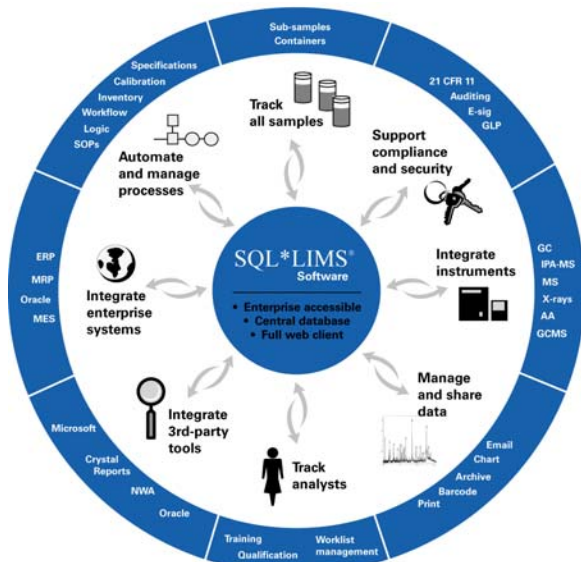 Sub-samples
Containers
21 CFR 11
Auditing
E-sig
GLP
GC
IPA-MS
MS
X-rays
AA
GCMS
Email
Chart
Archive
Barcode
Print
Worklist
management
Training
Qualification
Microsoft
Crystal
Reports
NWA
Oracle
ERP
MRP
Oracle
MES
Specifications
Calibration
Inventory
Workflow
Logic
SOPs
Track
all samples
Support
compliance
and security
Integrate
instruments
Manage
and share
data
Track
analysts
Integrate
3rd-party
tools
Integrate
enterprise
systems
Automate
and manage
processes
SQL*LIMS®
Software
• Enterprise accessible
• Central database
• Full web client